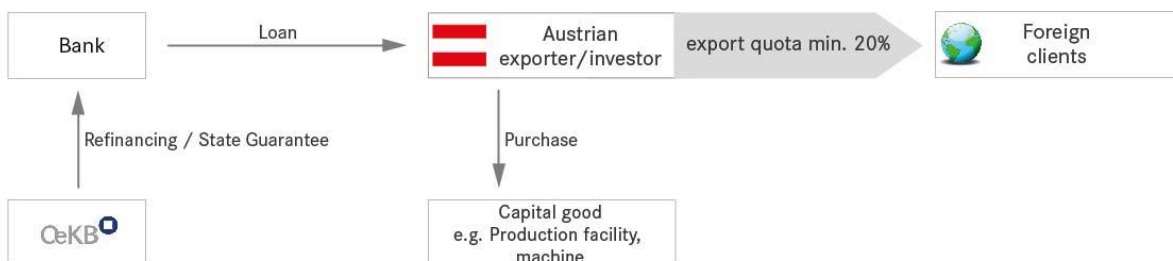 Bank
Loan
Austrian
exporter/investor
export quota min. 20%
Foreign
clients
Refinancing / State Guarantee
Purchase
OeKB
Capital good
e.g. Production facility,
machine